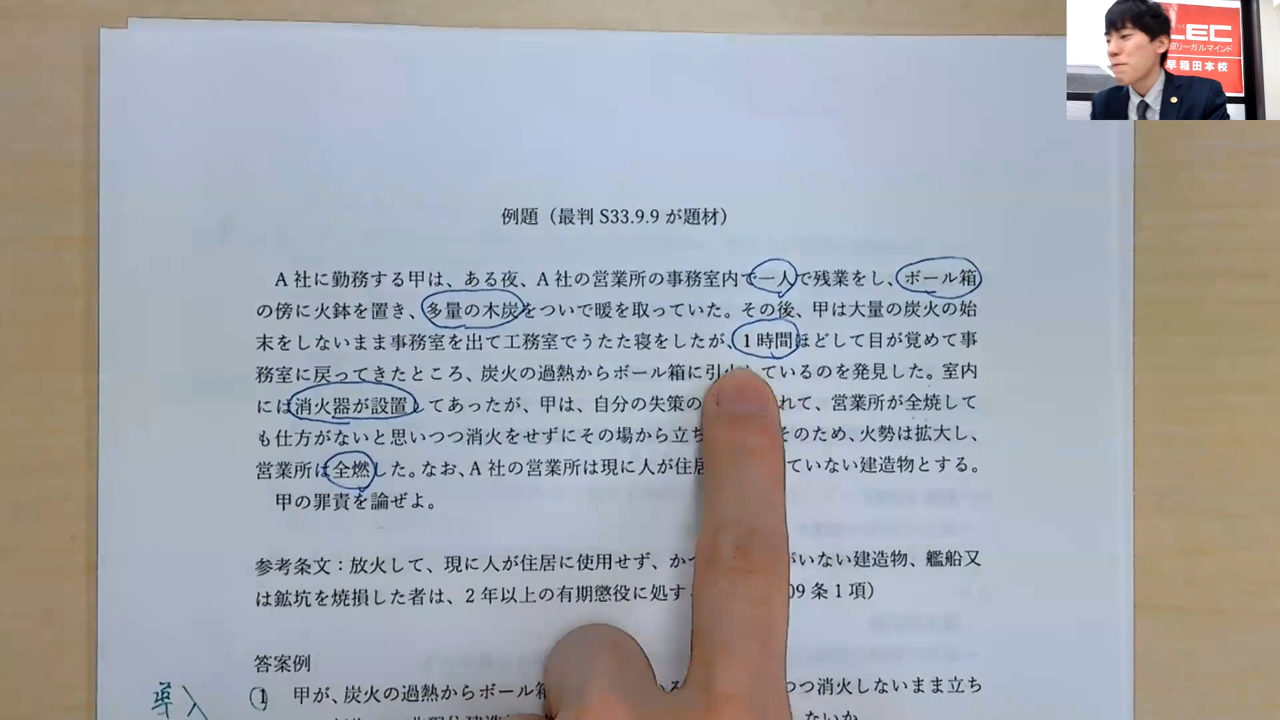 LEC
京リーガルマインド
早稲田本校
例題（最判 S33.9.9 が題材）
A 社に勤務する甲は、ある夜、A 社の営業所の事務室内で一人で残業をし、ボール箱
の傍に火鉢を置き、多量の木炭をついで暖を取っていた。その後、甲は大量の炭火の始
末をしないまま事務室を出て工務室でうたた寝をしたが、1 時間ほどして目が覚めて事
務室に戻ってきたところ、炭火の過熱からボール箱に引火しているのを発見した。室内
には消火器が設置してあったが、甲は、自分の失策の れて、営業所が全焼して
も仕方がないと思いつつ消火をせずにその場から立ち そのため、火勢は拡大し、
営業所は全燃した。なお、A 社の営業所は現に人が住居 ていない建造物とする。
甲の罪責を論ぜよ。
参考条文：放火して、現に人が住居に使用せず、かつ がいない建造物、艦船又
は鉱坑を焼損した者は、2 年以上の有期懲役に処す 09 条 1 項）
答案例
導入
① 甲が、炭火の過熱からボール箱 つつ消火しないまま立ち
ないか